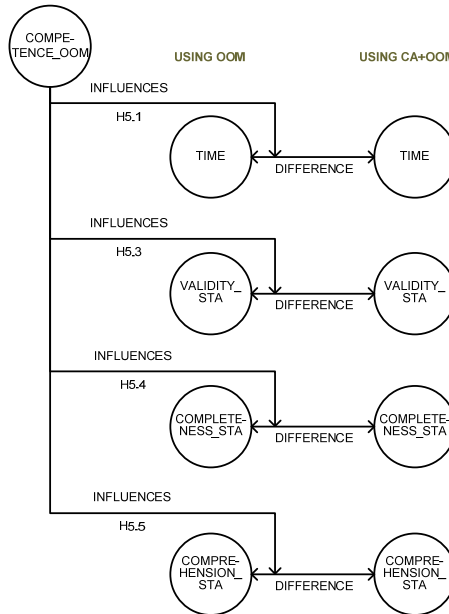 COMPE-
TENCE_OOM
USING OOM
USING CA+OOM
INFLUENCES
H5.1
TIME
DIFFERENCE
TIME
INFLUENCES
H5.3
VALIDITY_
STA
DIFFERENCE
VALIDITY_
STA
INFLUENCES
H5.4
COMPLETE-
NESS_STA
DIFFERENCE
COMPLETE-
NESS_STA
INFLUENCES
H5.5
COMPRE-
HENSION_
STA
DIFFERENCE
COMPRE-
HENSION_
STA